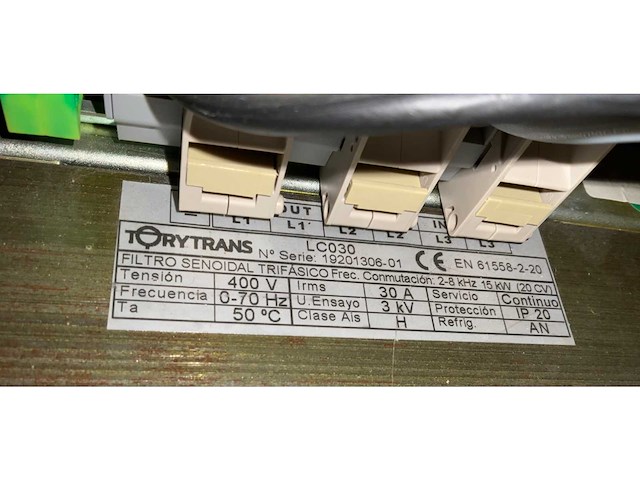 OUT IN
L1 L1' L2 L2' L3 L3'
TORYTRANS LC030
Nº Serie: 19201306-01 CE EN 61558-2-20
FILTRO SENOIDAL TRIFÁSICO Frec. Conmutación: 2-8 kHz 15 kW (20 CV)
Tensión 400 V Irms 30 A Servicio Continuo
Frecuencia 0-70 Hz U.Ensayo 3 kV Protección IP 20
Ta 50 ºC Clase Als H Refrig. AN